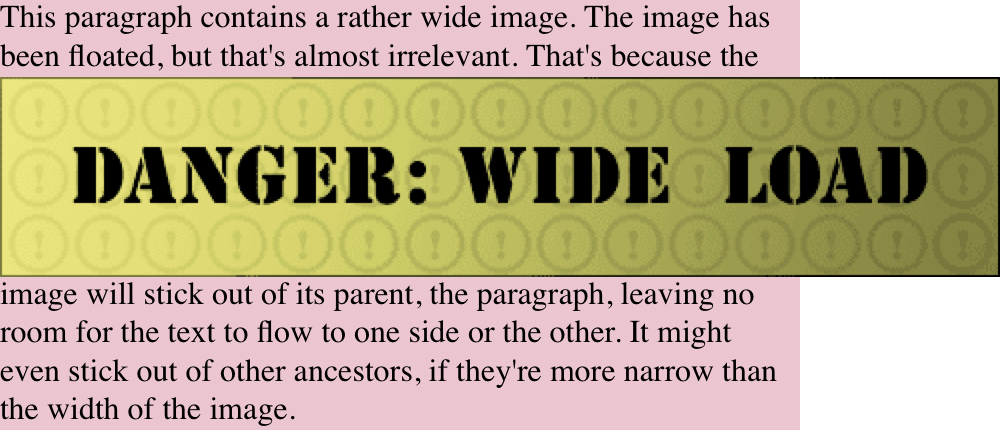 This paragraph contains a rather wide image. The image has
been floated, but that's almost irrelevant. That's because the
DANGER: WIDE LOAD
image will stick out of its parent, the paragraph, leaving no
room for the text to flow to one side or the other. It might
even stick out of other ancestors, if they're more narrow than
the width of the image.